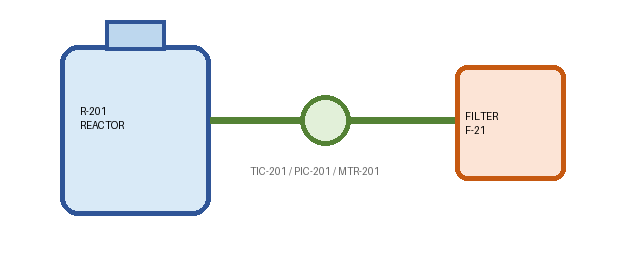 R-201
REACTOR
FILTER
F-21
TIC-201 / PIC-201 / MTR-201